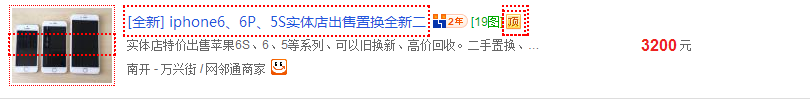 [全新] iphone6、6P、5S实体店出售置换全新二 2年 [19图] 顶
实体店特价出售苹果6S、6、5等系列、可以旧换新、高价回收。二手置换、... 3200元
南开 - 万兴街 / 网邻通商家